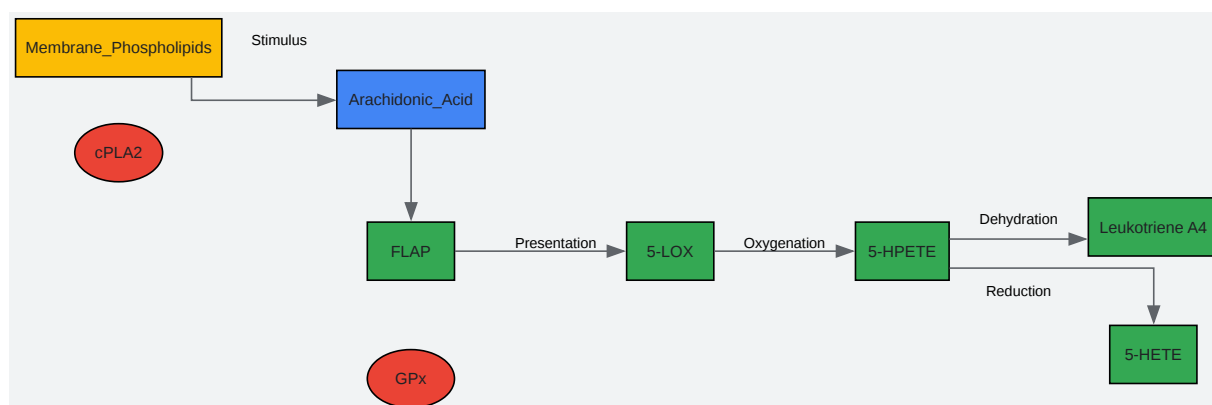 Membrane_Phospholipids
Stimulus
Arachidonic_Acid
cPLA2
FLAP
Presentation
5-LOX
Oxygenation
5-HPETE
Dehydration
Leukotriene A4
Reduction
5-HETE
GPx